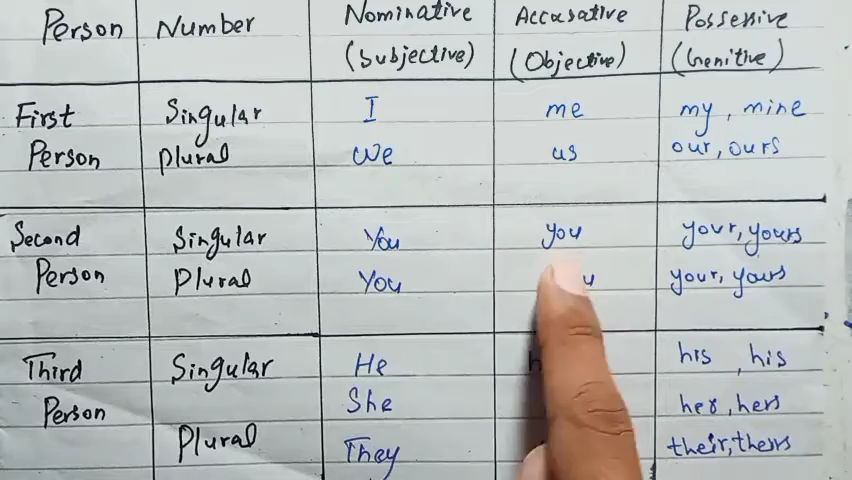 Person Number Nominative Accusative Possessive
(Subjective) (Objective) (Genitive)
First Singular I me my, mine
Person Plural We us our, ours
Second Singular You you your, yours
Person Plural You your, yours
Third Singular He his, his
Person She her, hers
Plural They their, theirs